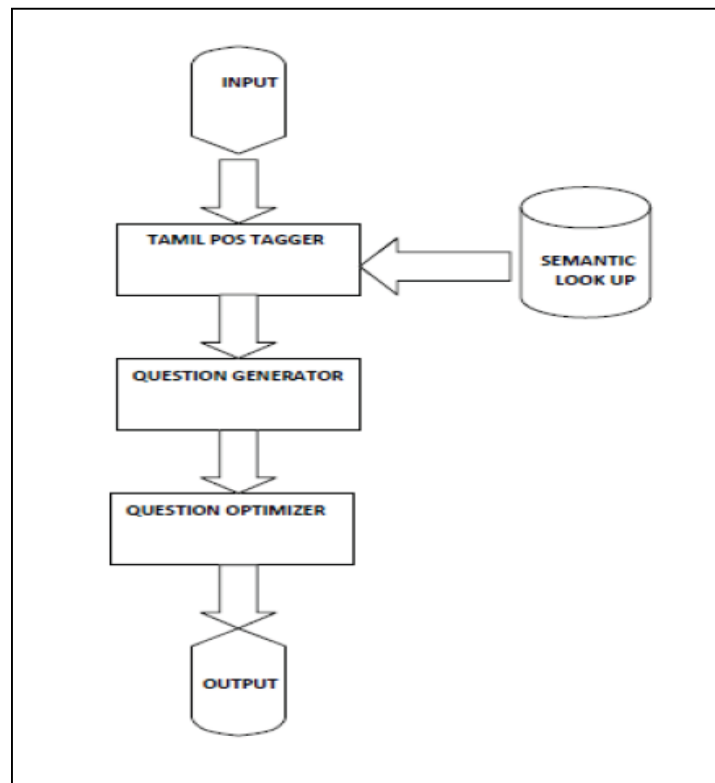 INPUT
TAMIL POS TAGGER
SEMANTIC
LOOK UP
QUESTION GENERATOR
QUESTION OPTIMIZER
OUTPUT